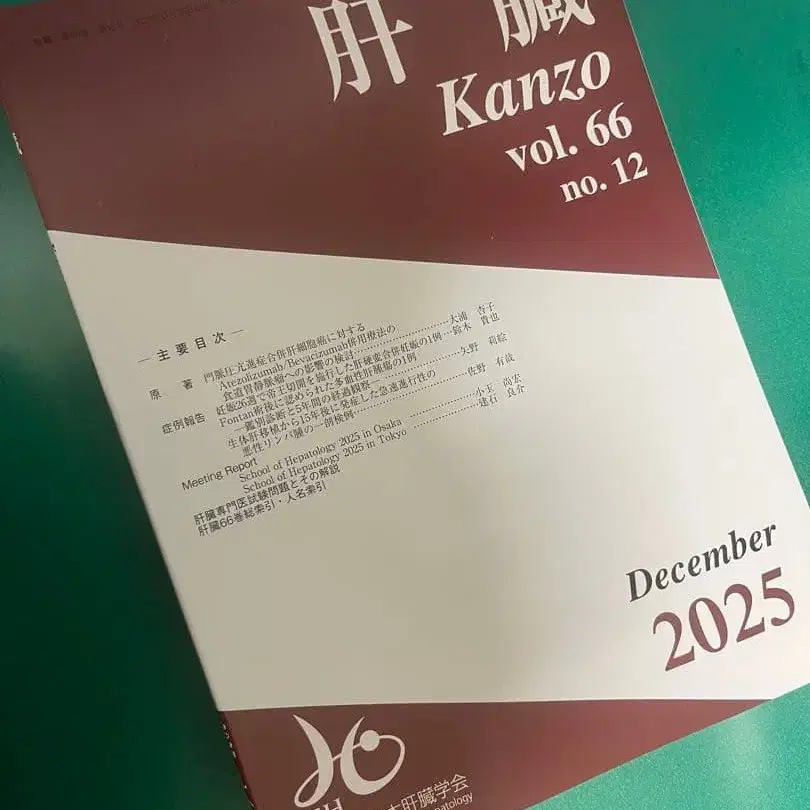 肝臓
Kanzo
vol. 66
no. 12
―主要目次―
原 著 門脈圧亢進症合併肝細胞癌に対する
Atezolizumab/Bevacizumab併用療法の
食道胃静脈瘤への影響の検討……大浦 杏子
症例報告 妊娠26週で帝王切開を施行した肝硬変合併妊娠の1例…鈴木 貴也
Fontan術後に認められた多血性肝腫瘍の1例
―鑑別診断と5年間の経過観察―……矢野 莉絵
生体肝移植から15年後に発症した急速進行性の
悪性リンパ腫の一剖検例……佐野 有哉
Meeting Report
School of Hepatology 2025 in Osaka ……小玉 尚宏
School of Hepatology 2025 in Tokyo ……建石 良介
肝臓専門医試験問題とその解説
肝臓66巻総索引・人名索引
December
2025
本肝臓学会